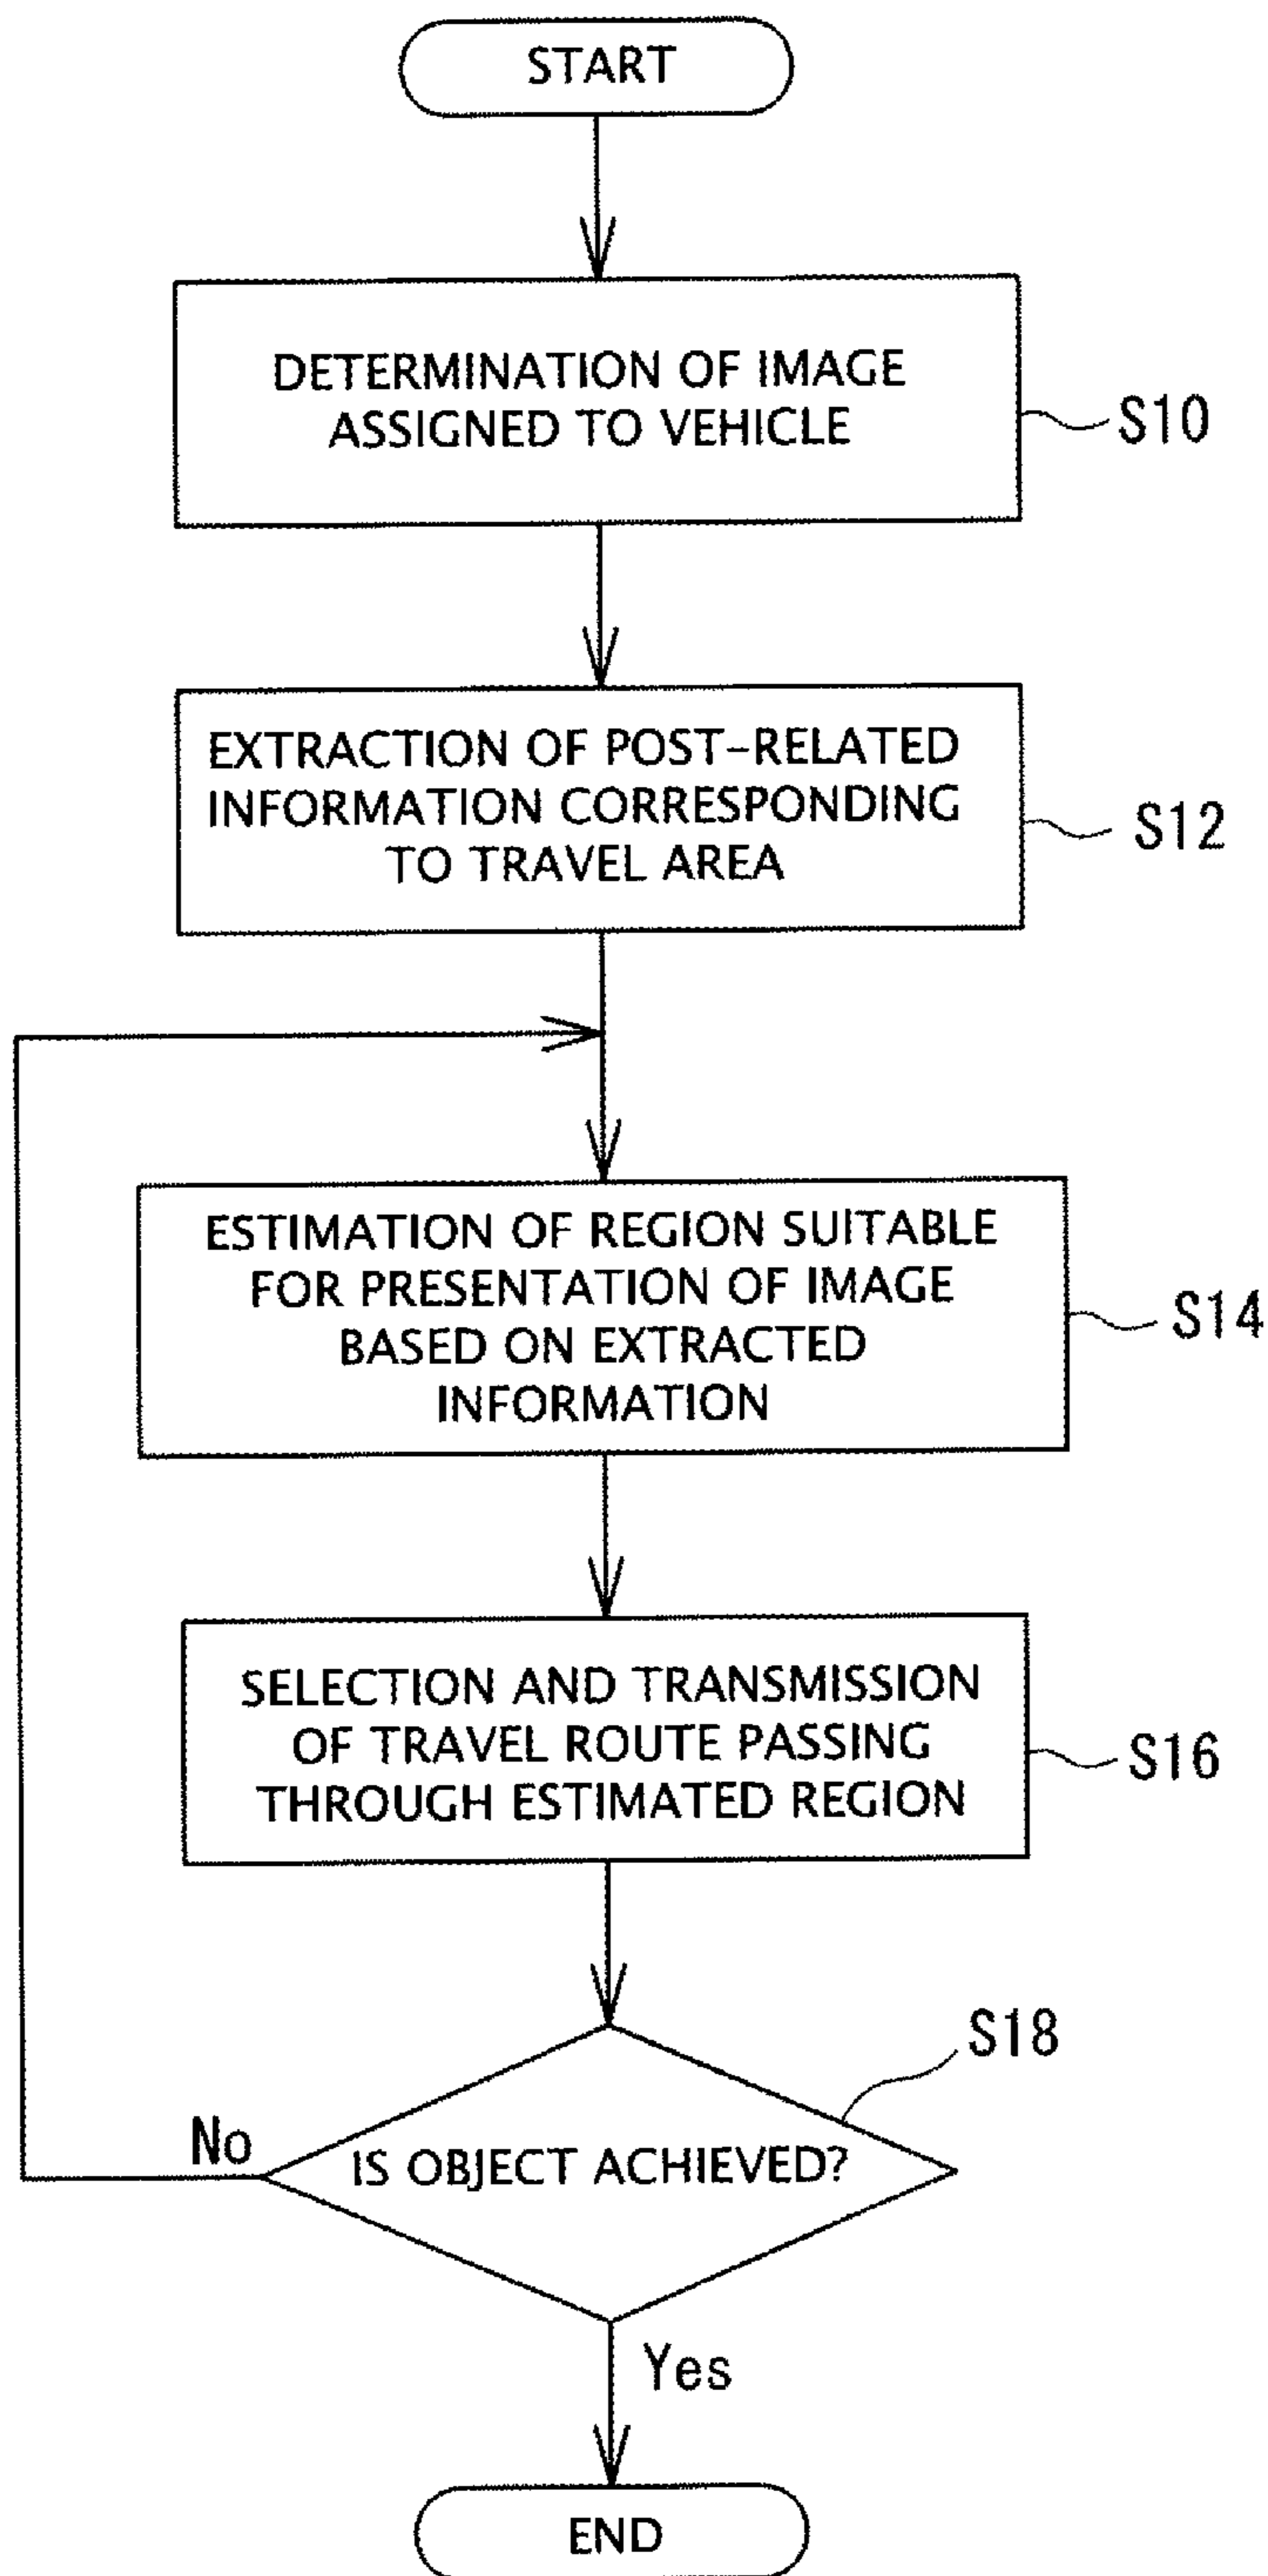 START
DETERMINATION OF IMAGE
ASSIGNED TO VEHICLE
S10
EXTRACTION OF POST-RELATED
INFORMATION CORRESPONDING
TO TRAVEL AREA
S12
ESTIMATION OF REGION SUITABLE
FOR PRESENTATION OF IMAGE
BASED ON EXTRACTED
INFORMATION
S14
SELECTION AND TRANSMISSION
OF TRAVEL ROUTE PASSING
THROUGH ESTIMATED REGION
S16
S18
No
IS OBJECT ACHIEVED?
Yes
END